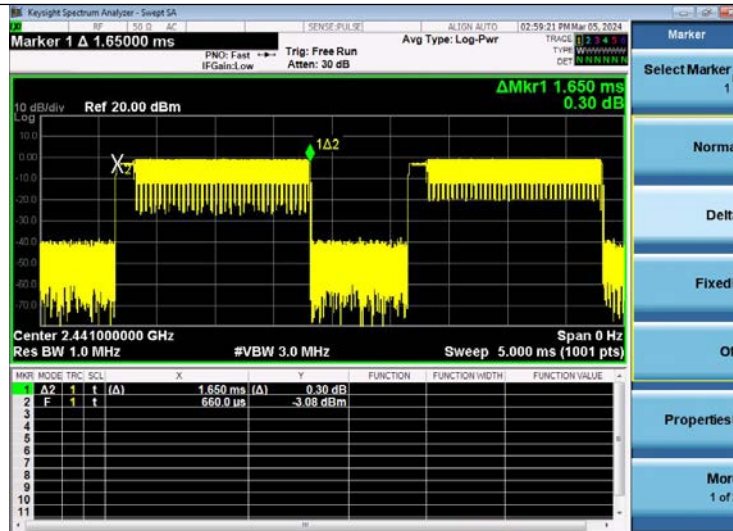 Keysight Spectrum Analyzer - Swept SA
RF 50 Ω AC SENSE:PULSE ALIGN AUTO 02:59:21 PM Mar 05, 2024
Marker 1 Δ 1.65000 ms
PNO: Fast
IFGain:Low
Trig: Free Run
Atten: 30 dB
Avg Type: Log-Pwr
TRACE 1 2 3 4 5 6
TYPE WWWWWW
DET N N N N N N
ΔMkr1 1.650 ms
0.30 dB
10 dB/div Ref 20.00 dBm
Log
10.0
0.00
-10.0
-20.0
-30.0
-40.0
-50.0
-60.0
-70.0
X2
1Δ2
Center 2.441000000 GHz Span 0 Hz
Res BW 1.0 MHz #VBW 3.0 MHz Sweep 5.000 ms (1001 pts)
MKR MODE TRC SCL X Y FUNCTION FUNCTION WIDTH FUNCTION VALUE
1 Δ2 1 t (Δ) 1.650 ms (Δ) 0.30 dB
2 F 1 t 660.0 µs -3.08 dBm
3
4
5
6
7
8
9
10
11
Marker
Select Marker
1
Norma
Delt
Fixed
Of
Properties
Mor
1 of